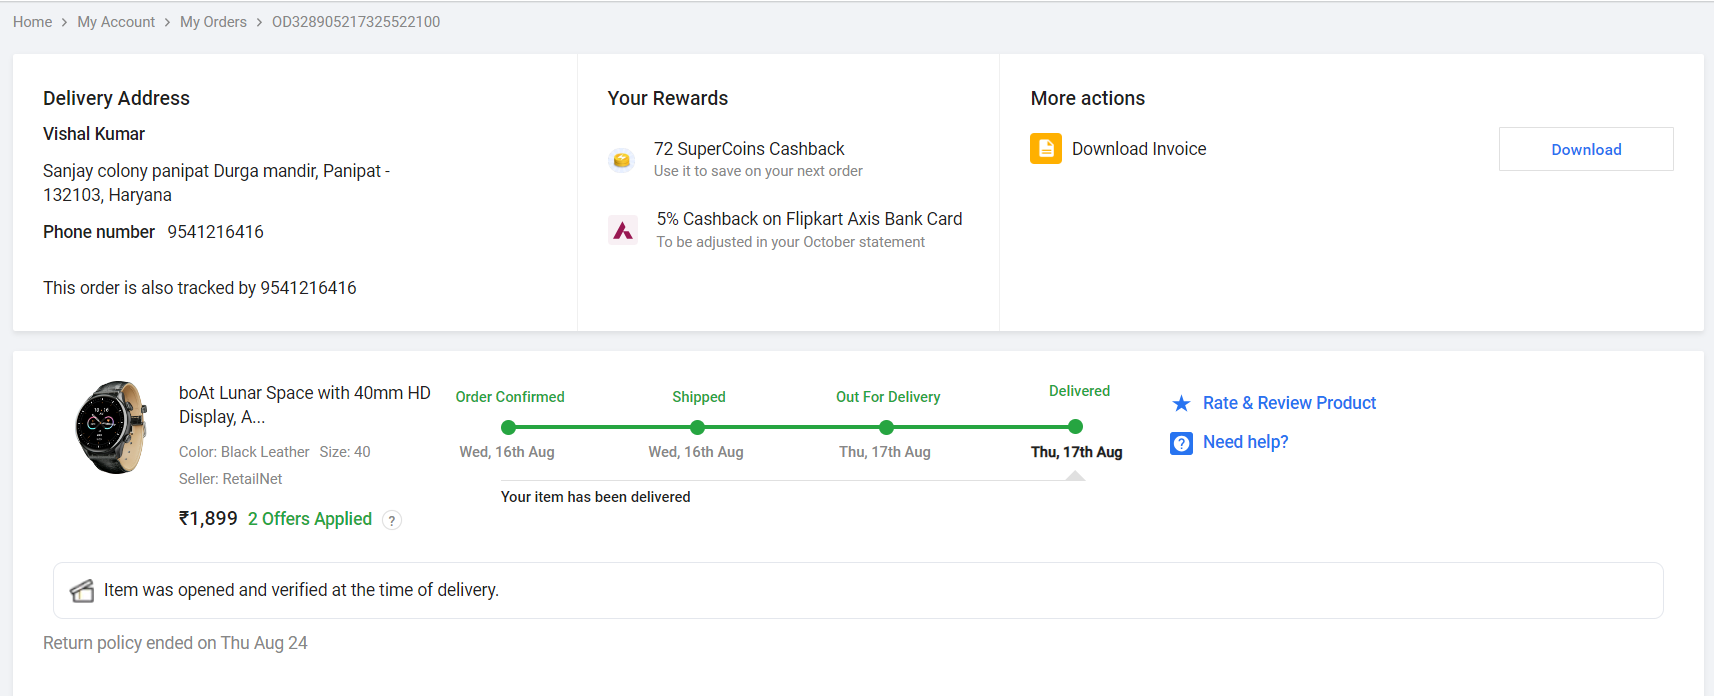 Home > My Account > My Orders > OD328905217325522100
Delivery Address
Vishal Kumar
Sanjay colony panipat Durga mandir, Panipat -
132103, Haryana
Phone number 9541216416
This order is also tracked by 9541216416
Your Rewards
72 SuperCoins Cashback
Use it to save on your next order
5% Cashback on Flipkart Axis Bank Card
To be adjusted in your October statement
More actions
Download Invoice
Download
boAt Lunar Space with 40mm HD
Display, A...
Color: Black Leather Size: 40
Seller: RetailNet
₹1,899 2 Offers Applied ?
Order Confirmed
Wed, 16th Aug
Shipped
Wed, 16th Aug
Out For Delivery
Thu, 17th Aug
Delivered
Thu, 17th Aug
Your item has been delivered
Rate & Review Product
? Need help?
Item was opened and verified at the time of delivery.
Return policy ended on Thu Aug 24